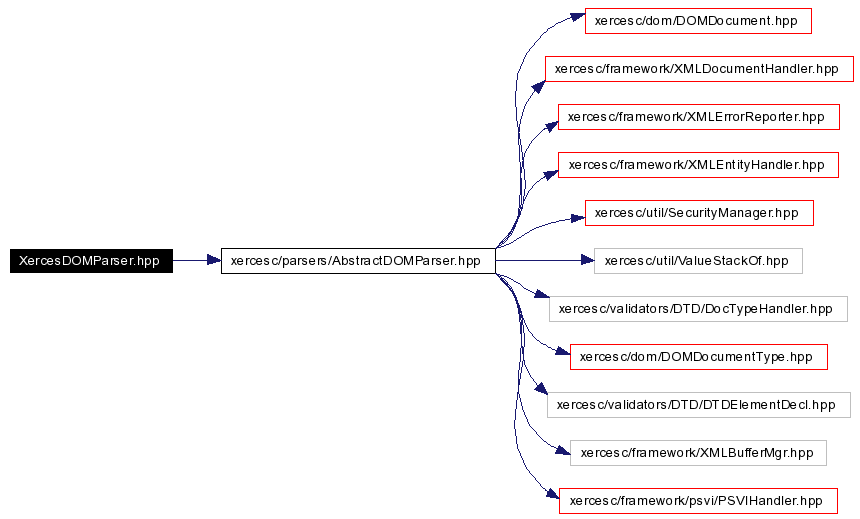 xercesc/dom/DOMDocument.hpp
xercesc/framework/XMLDocumentHandler.hpp
xercesc/framework/XMLErrorReporter.hpp
xercesc/framework/XMLEntityHandler.hpp
xercesc/util/SecurityManager.hpp
XercesDOMParser.hpp
xercesc/parsers/AbstractDOMParser.hpp
xercesc/util/ValueStackOf.hpp
xercesc/validators/DTD/DocTypeHandler.hpp
xercesc/dom/DOMDocumentType.hpp
xercesc/validators/DTD/DTDElementDecl.hpp
xercesc/framework/XMLBufferMgr.hpp
xercesc/framework/psvi/PSVIHandler.hpp